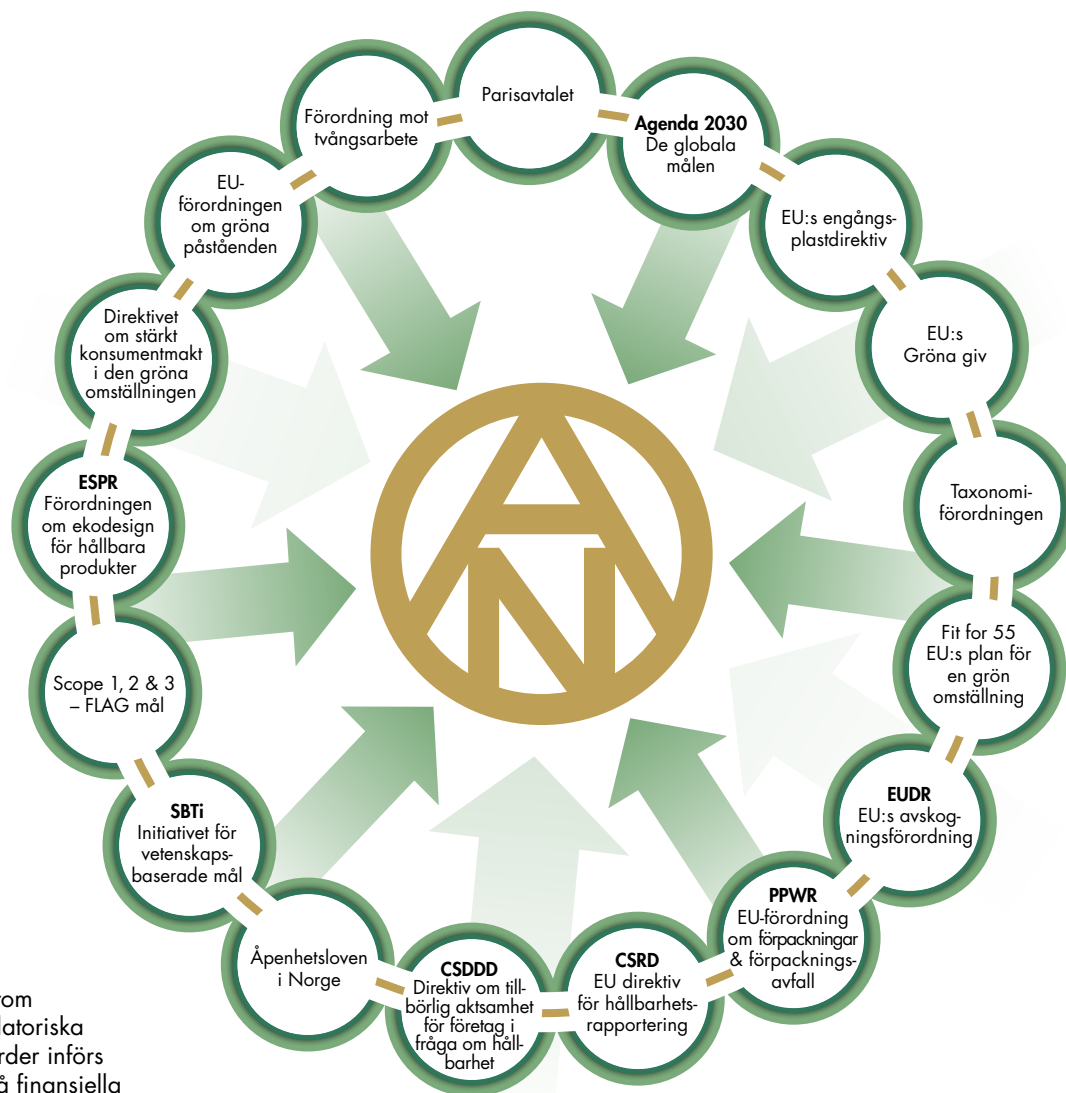 Parisavtalet
Agenda 2030
De globala
målen
EU:s engångs-
plastdirektiv
EU:s
Gröna giv
Taxonomi-
förordningen
Fit for 55
EU:s plan för
en grön
omställning
EUDR
EU:s avskog-
ningsförordning
PPWR
EU-förordning
om förpackningar
& förpacknings-
avfall
CSRD
EU direktiv
för hållbarhets-
rapportering
CSDDD
Direktiv om till-
börlig aktsamhet
för företag i
fråga om håll-
barhet
Åpenhetsloven
i Norge
SBTi
Initiativet för
vetenskaps-
baserade mål
Scope 1, 2 & 3
– FLAG mål
ESPR
Förordningen
om ekodesign
för hållbara
produkter
Direktivet
om stärkt
konsumentmakt
i den gröna
omställningen
EU-
förordningen
om gröna
påståenden
Förordning mot
tvångsarbete
AN
finansiella
införs